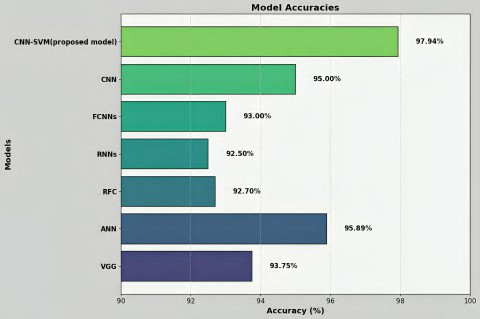 Model Accuracies
CNN-SVM(proposed model)
97.94%
CNN
95.00%
FCNNs
93.00%
RNNs
92.50%
RFC
92.70%
ANN
95.89%
VGG
93.75%
Models
90 92 94 96 98 100
Accuracy (%)